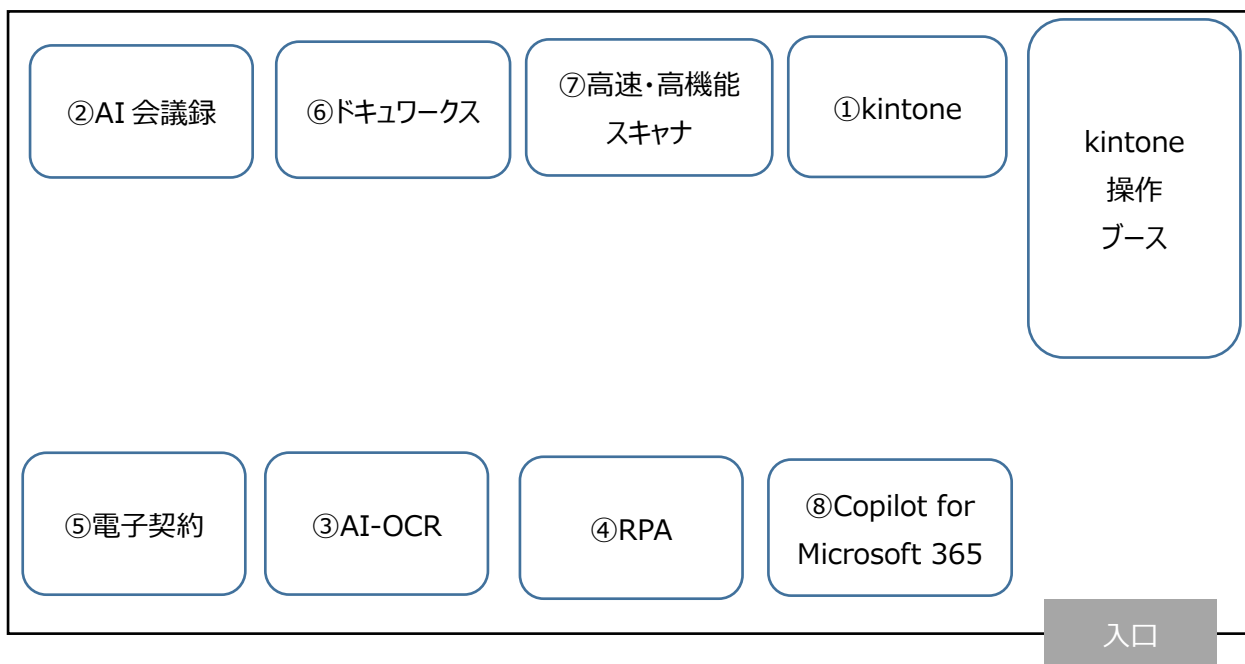 ②AI 会議録
⑥ドキュワークス
⑦高速・高機能
スキャナ
①kintone
kintone
操作
ブース
⑤電子契約
③AI-OCR
④RPA
⑧Copilot for
Microsoft 365
入口